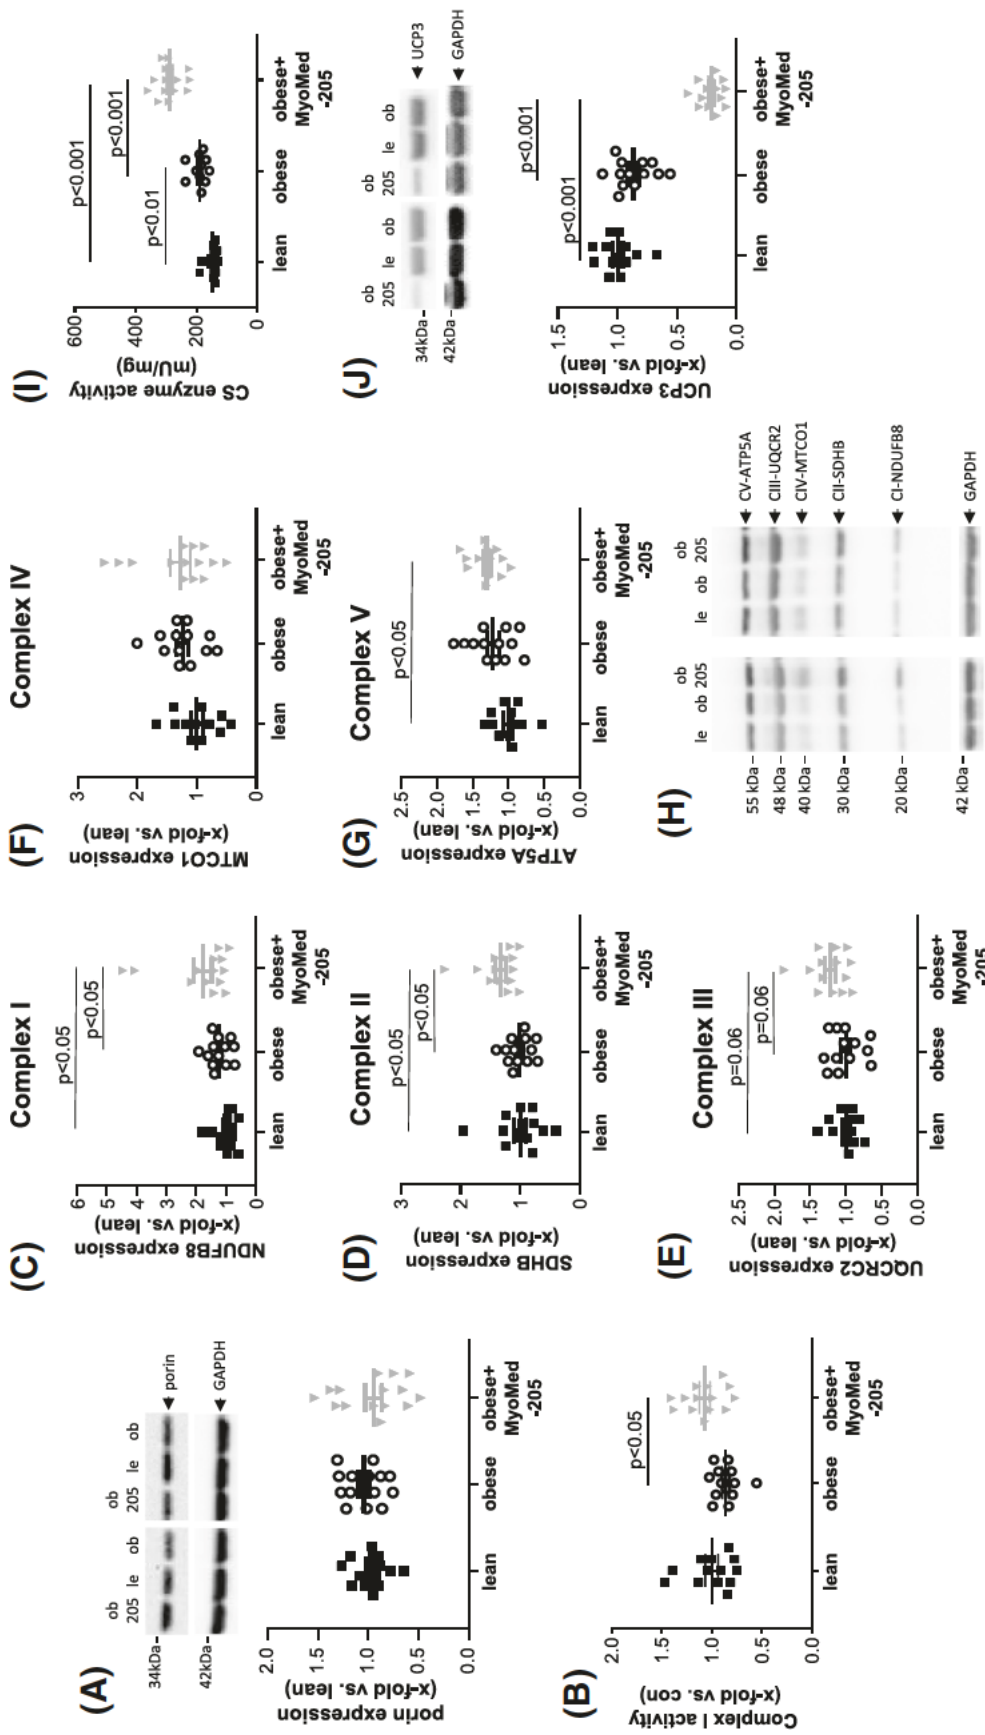 (A)
34kDa
42kDa
ob
205
le
ob
ob
205
le
ob
porin
GAPDH
porin expression
(x-fold vs. lean)
2.0
1.5
1.0
0.5
0.0
lean
obese
obese+
MyoMed
-205
(B)
Complex I activity
(x-fold vs. con)
2.0
1.5
1.0
0.5
0.0
p<0.05
lean
obese
obese+
MyoMed
-205
(C)
Complex I
NDUFB8 expression
(x-fold vs. lean)
6
5
4
3
2
1
0
p<0.05
p<0.05
lean
obese
obese+
MyoMed
-205
(D)
Complex II
SDHB expression
(x-fold vs. lean)
3
2
1
0
p<0.05
p<0.05
lean
obese
obese+
MyoMed
-205
(E)
Complex III
UQCRC2 expression
(x-fold vs. lean)
2.5
2.0
1.5
1.0
0.5
0.0
p=0.06
p=0.06
lean
obese
obese+
MyoMed
-205
(F)
Complex IV
MTCO1 expression
(x-fold vs. lean)
3
2
1
0
lean
obese
obese+
MyoMed
-205
(G)
Complex V
ATP5A expression
(x-fold vs. lean)
2.5
2.0
1.5
1.0
0.5
0.0
p<0.05
lean
obese
obese+
MyoMed
-205
(H)
le
ob
ob
205
le
ob
ob
205
55 kDa
48 kDa
40 kDa
30 kDa
20 kDa
42 kDa
CV-ATP5A
CIII-UQCR2
CIV-MTCO1
CII-SDHB
CI-NDUFB8
GAPDH
(I)
CS enzyme activity
(mU/mg)
600
400
200
0
p<0.001
p<0.001
p<0.01
lean
obese
obese+
MyoMed
-205
(J)
34kDa
42kDa
ob
205
le
ob
ob
205
le
ob
UCP3
GAPDH
UCP3 expression
(x-fold vs. lean)
1.5
1.0
0.5
0.0
p<0.001
p<0.001
lean
obese
obese+
MyoMed
-205